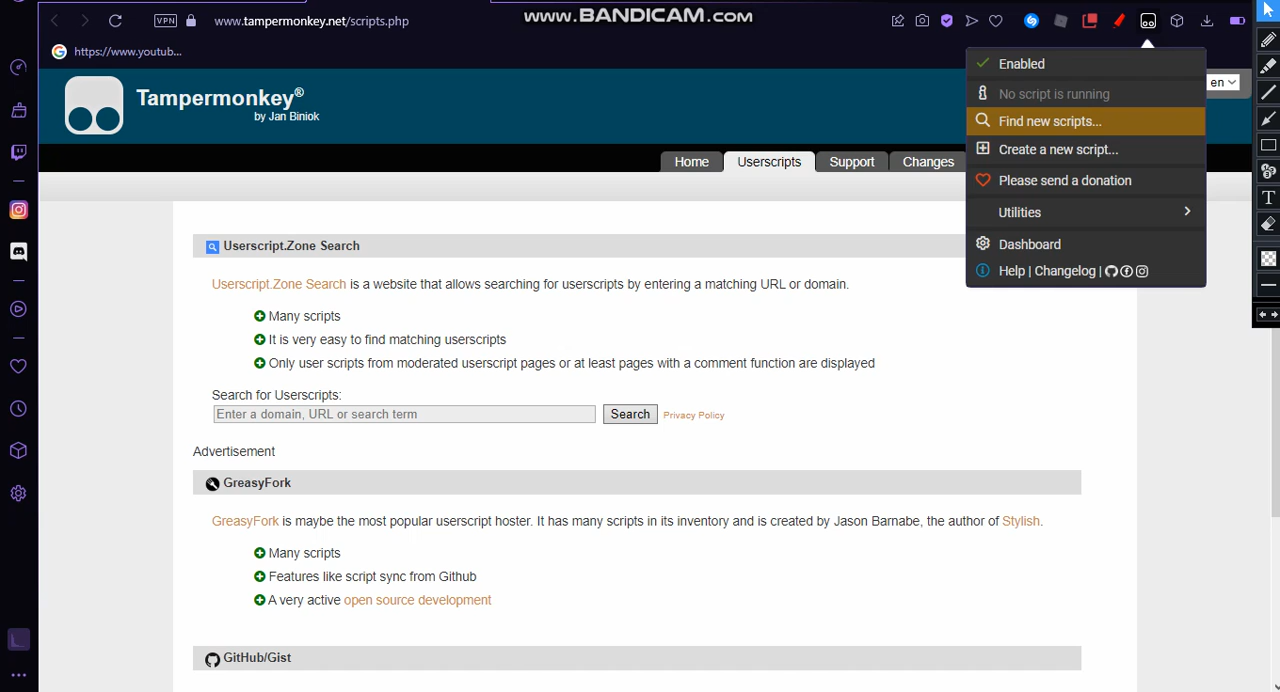 www.BANDICAM.com
VPN
www.tampermonkey.net/scripts.php
https://www.youtub...
Tampermonkey®
by Jan Biniok
en
Home
Userscripts
Support
Changes
Enabled
No script is running
Find new scripts...
Create a new script...
Please send a donation
Utilities
Dashboard
Help | Changelog |
Userscript.Zone Search
Userscript.Zone Search is a website that allows searching for userscripts by entering a matching URL or domain.
Many scripts
It is very easy to find matching userscripts
Only user scripts from moderated userscript pages or at least pages with a comment function are displayed
Search for Userscripts:
Enter a domain, URL or search term
Search
Privacy Policy
Advertisement
GreasyFork
GreasyFork is maybe the most popular userscript hoster. It has many scripts in its inventory and is created by Jason Barnabe, the author of Stylish.
Many scripts
Features like script sync from Github
A very active open source development
GitHub/Gist